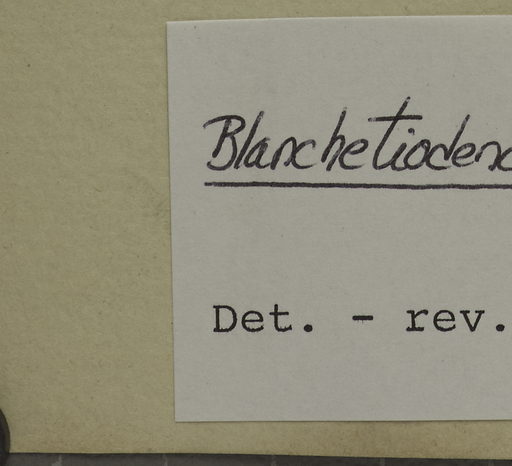 Blanchetiodend
Det. - rev.